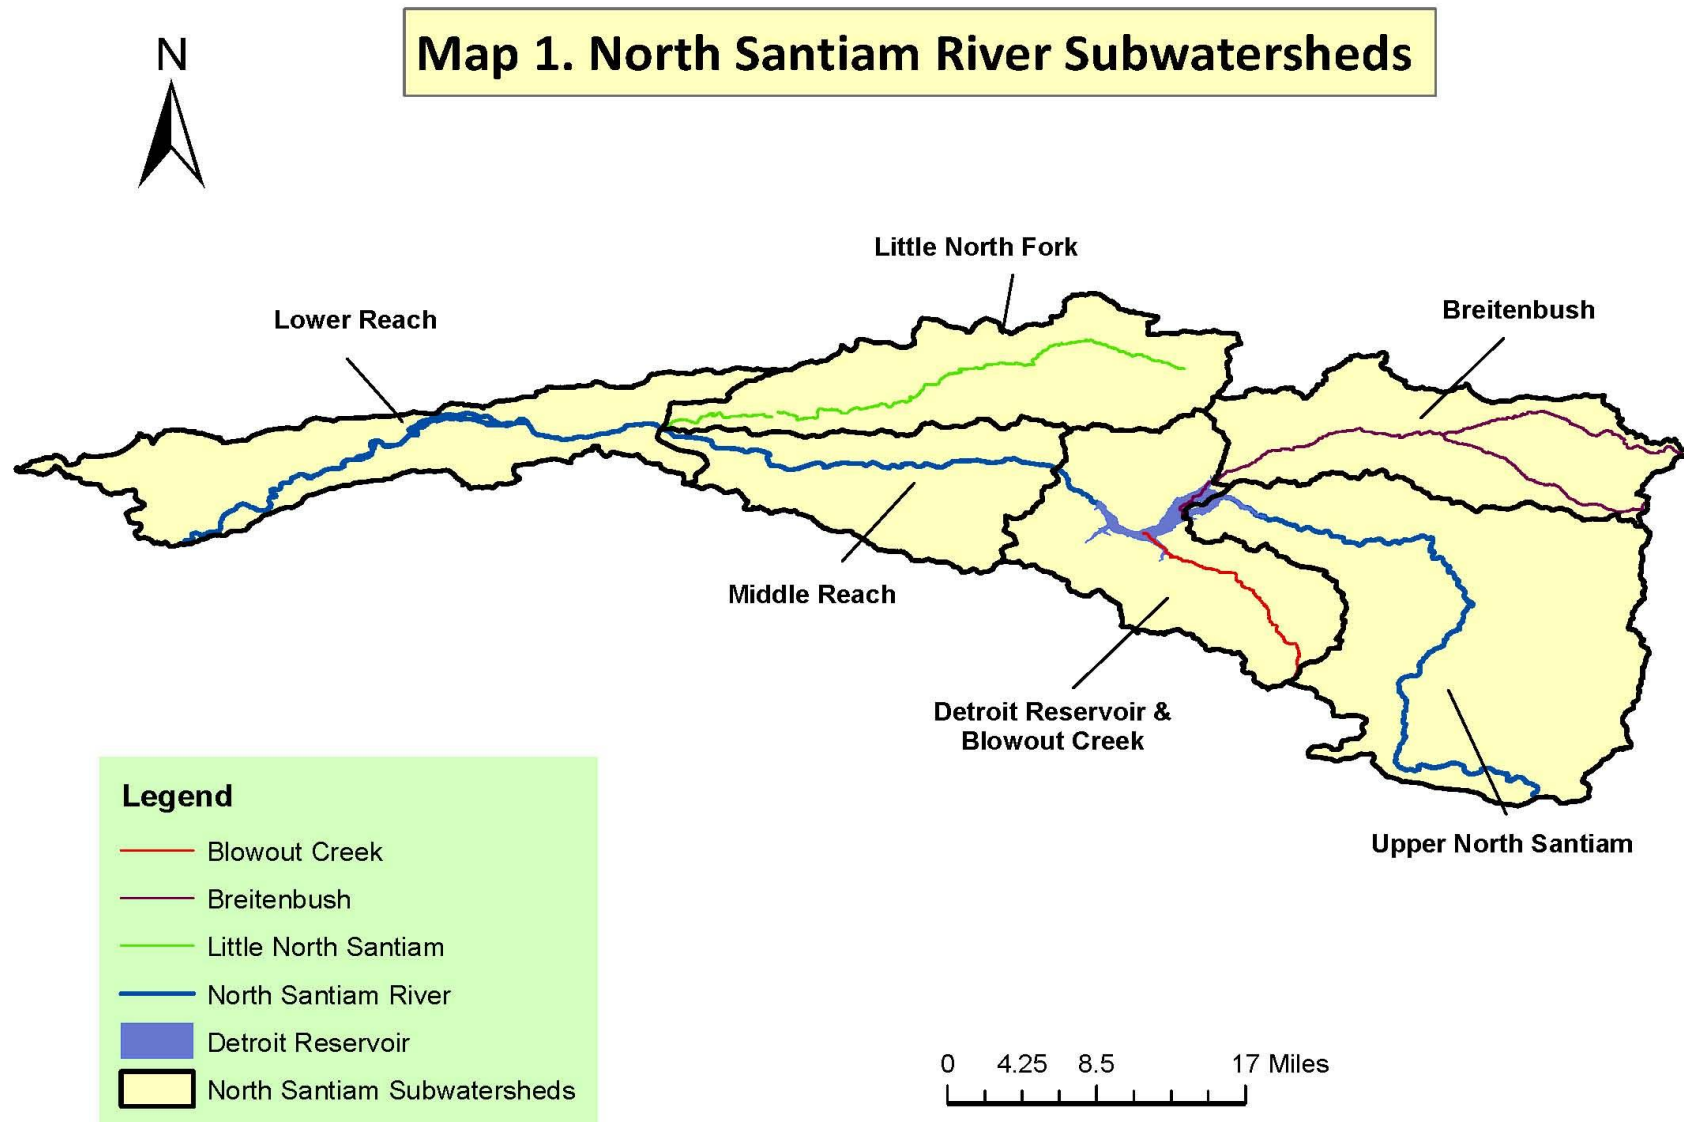 Map 1. North Santiam River Subwatersheds
N
Little North Fork
Breitenbush
Lower Reach
Middle Reach
Detroit Reservoir &
Blowout Creek
Upper North Santiam
Legend
Blowout Creek
Breitenbush
Little North Santiam
North Santiam River
Detroit Reservoir
North Santiam Subwatersheds
0 4.25 8.5 17 Miles